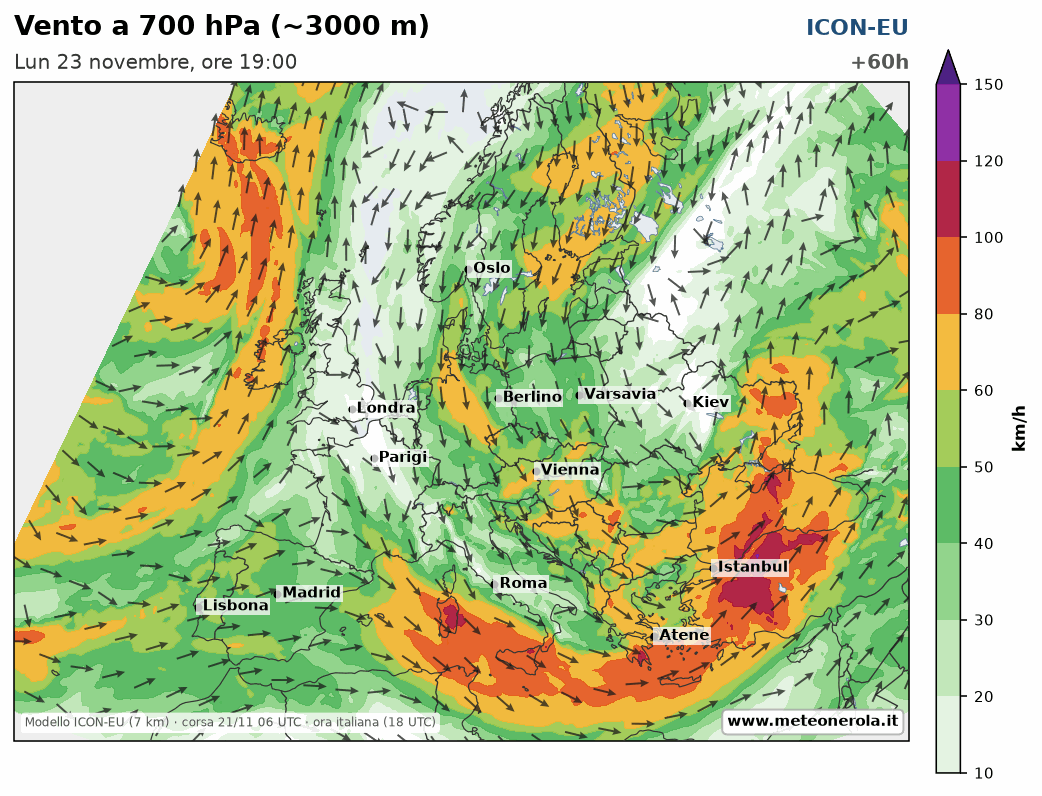 Vento a 700 hPa (~3000 m)
ICON-EU
Lun 23 novembre, ore 19:00
+60h
150
120
100
80
60
50
40
30
20
10
km/h
Oslo
Londra
Berlino
Varsavia
Kiev
Parigi
Vienna
Istanbul
Roma
Madrid
Lisbona
Atene
Modello ICON-EU (7 km) · corsa 21/11 06 UTC · ora italiana (18 UTC)
www.meteonerola.it